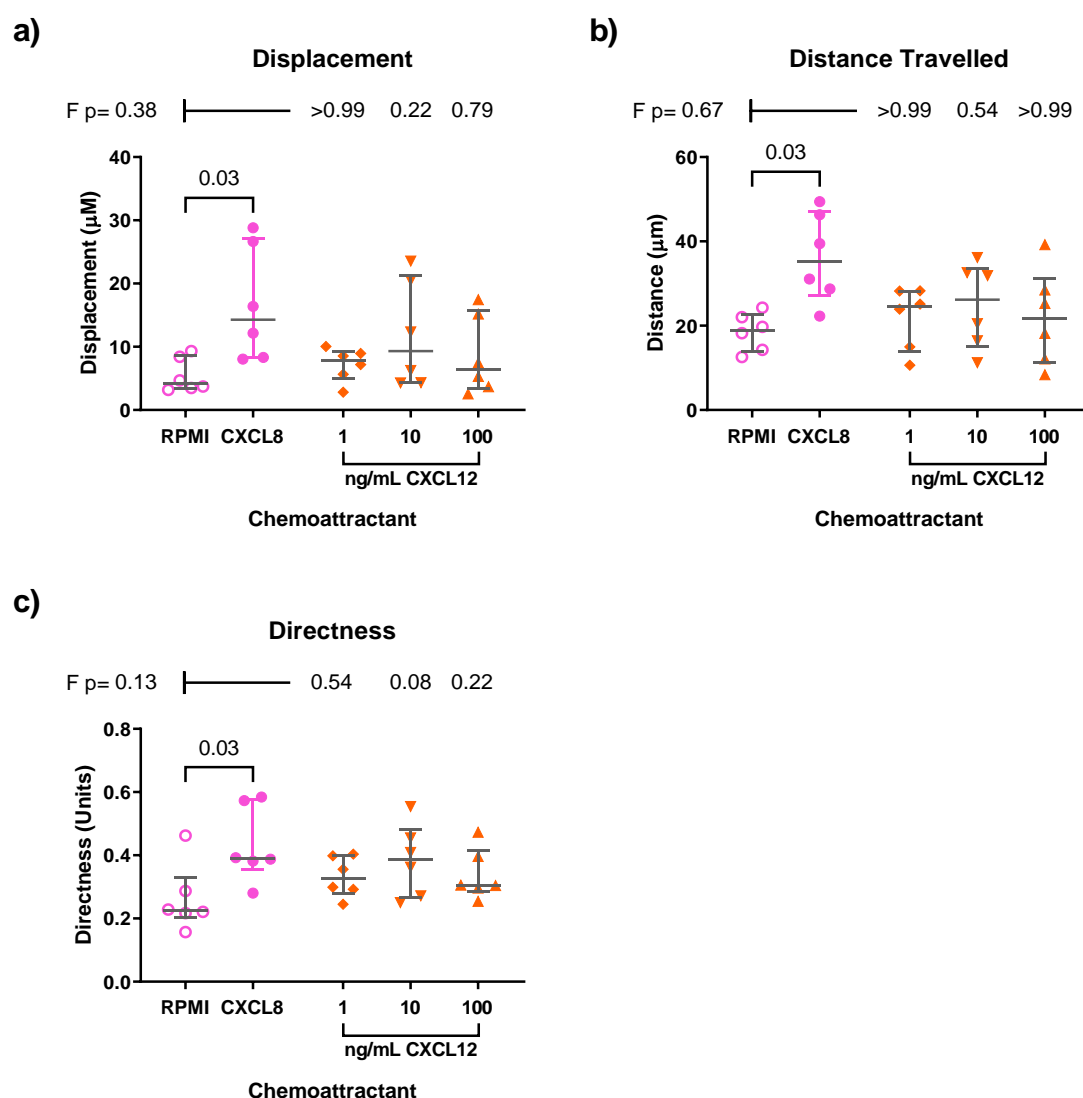 a)
Displacement
F p= 0.38 >0.99 0.22 0.79
0.03
Displacement (μM)
40
30
20
10
0
RPMI CXCL8 1 10 100
ng/mL CXCL12
Chemoattractant
b)
Distance Travelled
F p= 0.67 >0.99 0.54 >0.99
0.03
Distance (μm)
60
40
20
0
RPMI CXCL8 1 10 100
ng/mL CXCL12
Chemoattractant
c)
Directness
F p= 0.13 0.54 0.08 0.22
0.03
Directness (Units)
0.8
0.6
0.4
0.2
0.0
RPMI CXCL8 1 10 100
ng/mL CXCL12
Chemoattractant